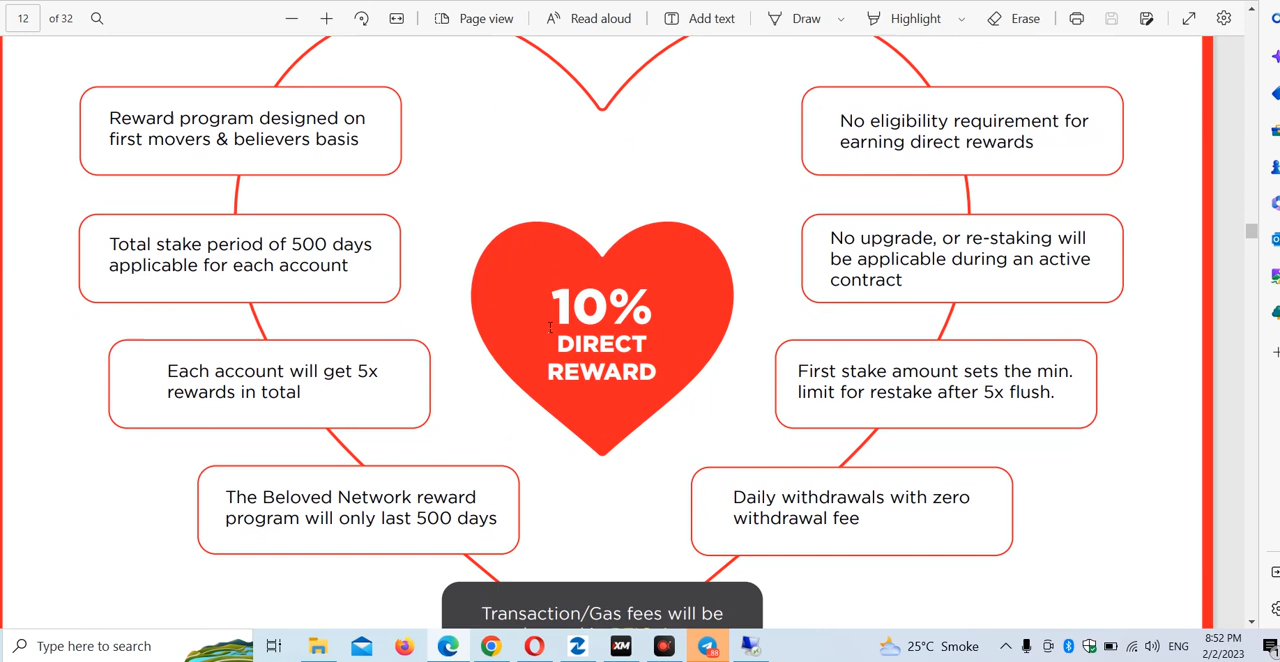 12 of 32
Page view
Read aloud
Add text
Draw
Highlight
Erase
Reward program designed on
first movers & believers basis
No eligibility requirement for
earning direct rewards
Total stake period of 500 days
applicable for each account
No upgrade, or re-staking will
be applicable during an active
contract
10%
DIRECT
REWARD
Each account will get 5x
rewards in total
First stake amount sets the min.
limit for restake after 5x flush.
The Beloved Network reward
program will only last 500 days
Daily withdrawals with zero
withdrawal fee
Transaction/Gas fees will be
Type here to search
XM
88
25°C Smoke
ENG
8:52 PM
2/2/2023